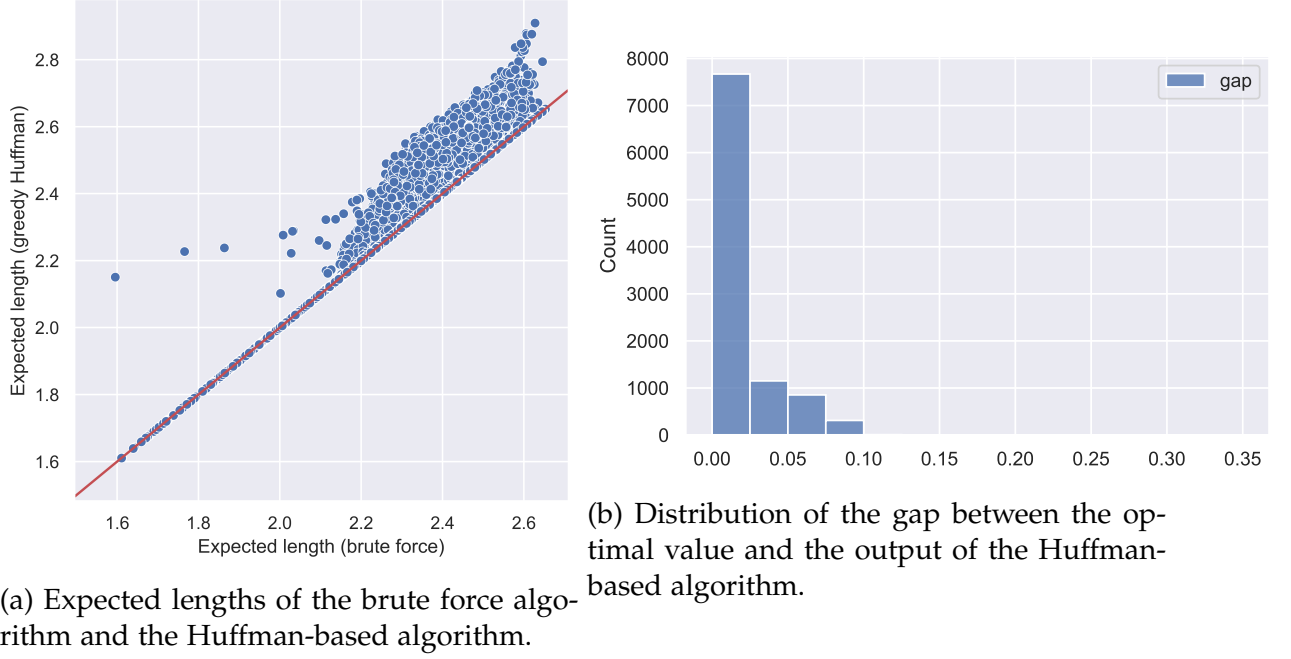 2.8
2.6
2.4
2.2
2.0
1.8
1.6
Expected length (greedy Huffman)
1.6 1.8 2.0 2.2 2.4 2.6
Expected length (brute force)
(a) Expected lengths of the brute force algo-
rithm and the Huffman-based algorithm.
8000
7000
6000
5000
4000
3000
2000
1000
0
Count
gap
0.00 0.05 0.10 0.15 0.20 0.25 0.30 0.35
(b) Distribution of the gap between the op-
timal value and the output of the Huffman-
based algorithm.